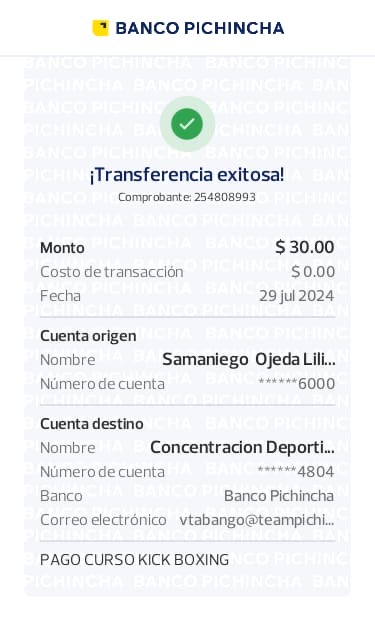 BANCO PICHINCHA
¡Transferencia exitosa!
Comprobante: 254808993
Monto $ 30.00
Costo de transacción $ 0.00
Fecha 29 jul 2024
Cuenta origen
Nombre Samaniego Ojeda Lili...
Número de cuenta ******6000
Cuenta destino
Nombre Concentracion Deporti...
Número de cuenta ******4804
Banco Banco Pichincha
Correo electrónico vtabango@teampichi...
PAGO CURSO KICK BOXING